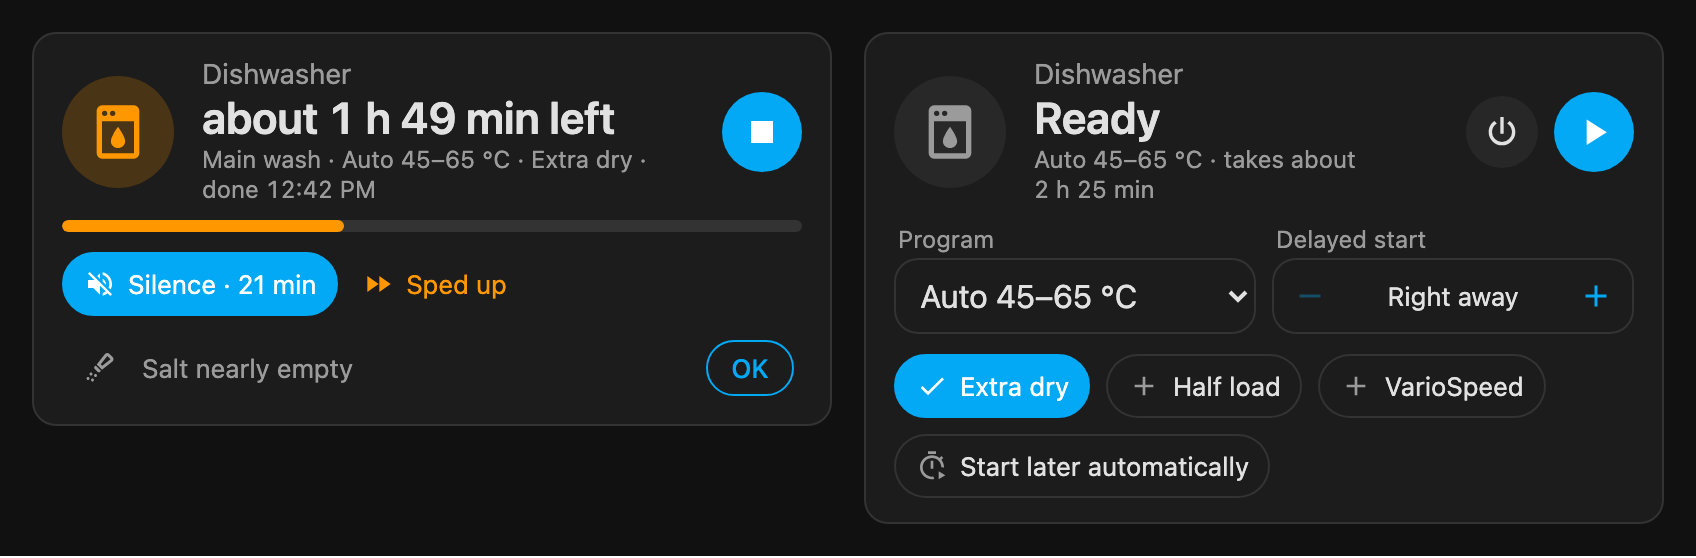 Dishwasher
about 1 h 49 min left
Main wash · Auto 45–65 °C · Extra dry ·
done 12:42 PM
Silence · 21 min
Sped up
Salt nearly empty
OK
Dishwasher
Ready
Auto 45–65 °C · takes about
2 h 25 min
Program
Delayed start
Auto 45–65 °C
Right away
Extra dry
Half load
VarioSpeed
Start later automatically